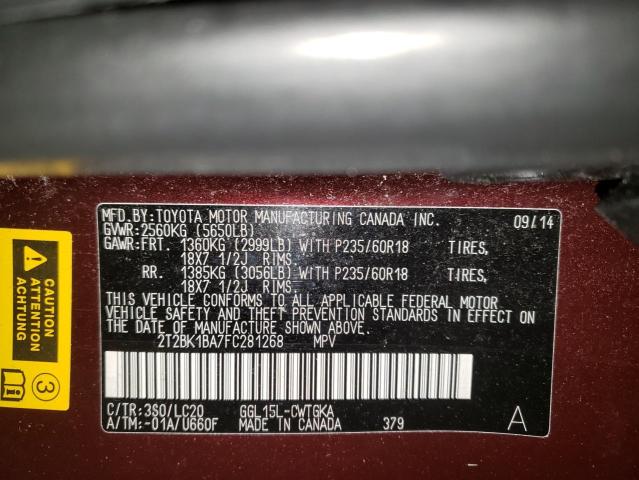 MFD.BY:TOYOTA MOTOR MANUFACTURING CANADA INC. 09/14
GVWR:2560KG (5650LB)
GAWR:FRT. 1360KG (2999LB) WITH P235/60R18 TIRES,
18X7 1/2J RIMS.
RR. 1385KG (3056LB) WITH P235/60R18 TIRES,
18X7 1/2J RIMS.
THIS VEHICLE CONFORMS TO ALL APPLICABLE FEDERAL MOTOR
VEHICLE SAFETY AND THEFT PREVENTION STANDARDS IN EFFECT ON
THE DATE OF MANUFACTURE SHOWN ABOVE.
2T2BK1BA7FC281268 MPV
C/TR:3S0/LC20 GGL15L-CWTGKA A
A/TM:-01A/U660F MADE IN CANADA 379
ATTENTION
ACHTUNG
3